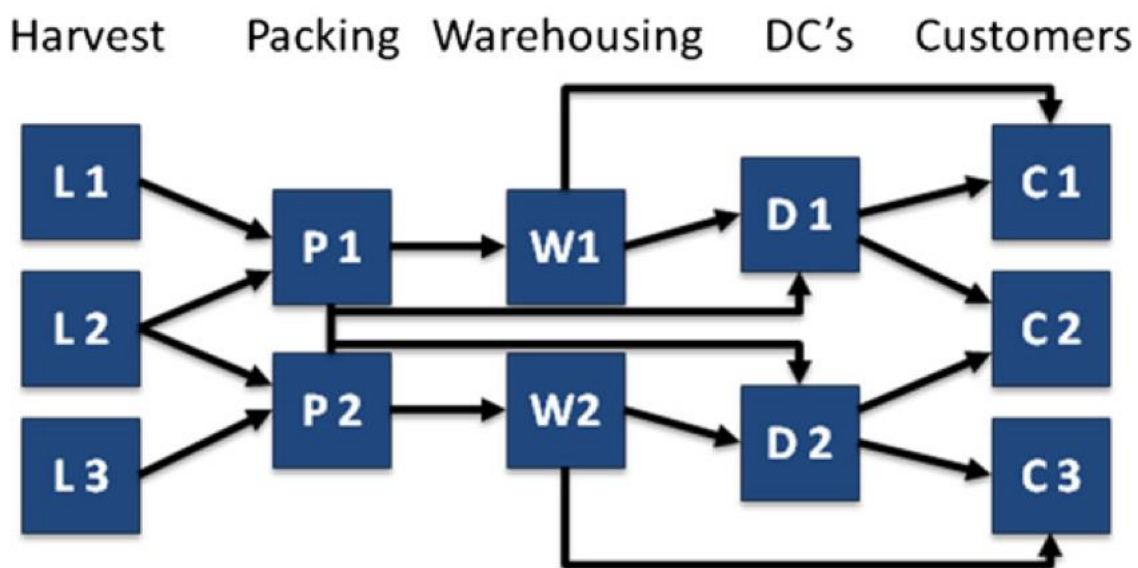 Harvest Packing Warehousing DC's Customers
L 1
P 1
W1
D 1
C 1
L 2
P 2
W2
D 2
C 2
L 3
C 3